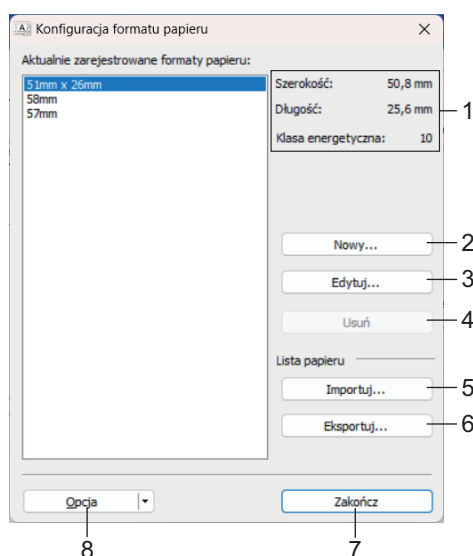 Konfiguracja formatu papieru
Aktualnie zarejestrowane formaty papieru:
51mm x 26mm
58mm
57mm
Szerokość: 50,8 mm
Długość: 25,6 mm
Klasa energetyczna: 10
1
Nowy... 2
Edytuj... 3
Usuń 4
Lista papieru
Importuj... 5
Eksportuj... 6
Opcja
Zakończ
8
7